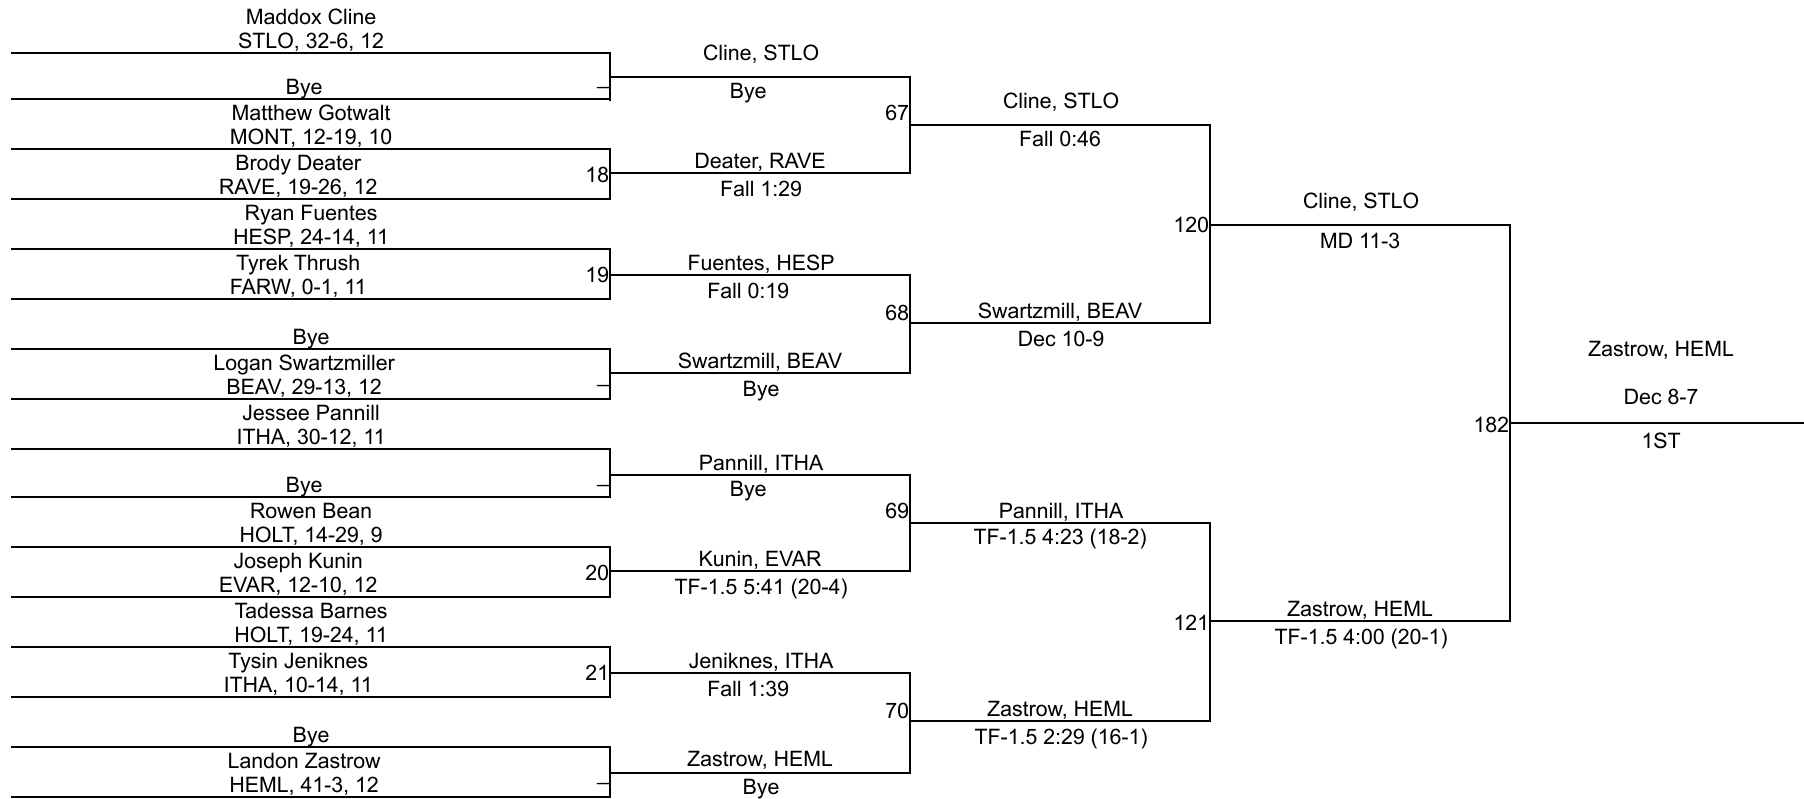 Maddox Cline
STLO, 32-6, 12
Bye
Matthew Gotwalt
MONT, 12-19, 10
Brody Deater
RAVE, 19-26, 12
Ryan Fuentes
HESP, 24-14, 11
Tyrek Thrush
FARW, 0-1, 11
Bye
Logan Swartzmiller
BEAV, 29-13, 12
Jessee Pannill
ITHA, 30-12, 11
Bye
Rowen Bean
HOLT, 14-29, 9
Joseph Kunin
EVAR, 12-10, 12
Tadessa Barnes
HOLT, 19-24, 11
Tysin Jeniknes
ITHA, 10-14, 11
Bye
Landon Zastrow
HEML, 41-3, 12
–
18
19
–
–
20
21
–
Cline, STLO
Bye
Deater, RAVE
Fall 1:29
Fuentes, HESP
Fall 0:19
Swartzmill, BEAV
Bye
Pannill, ITHA
Bye
Kunin, EVAR
TF-1.5 5:41 (20-4)
Jeniknes, ITHA
Fall 1:39
Zastrow, HEML
Bye
67
68
69
70
Cline, STLO
Fall 0:46
Swartzmill, BEAV
Dec 10-9
Pannill, ITHA
TF-1.5 4:23 (18-2)
Zastrow, HEML
TF-1.5 2:29 (16-1)
120
121
Cline, STLO
MD 11-3
Zastrow, HEML
TF-1.5 4:00 (20-1)
182
Zastrow, HEML
Dec 8-7
1ST